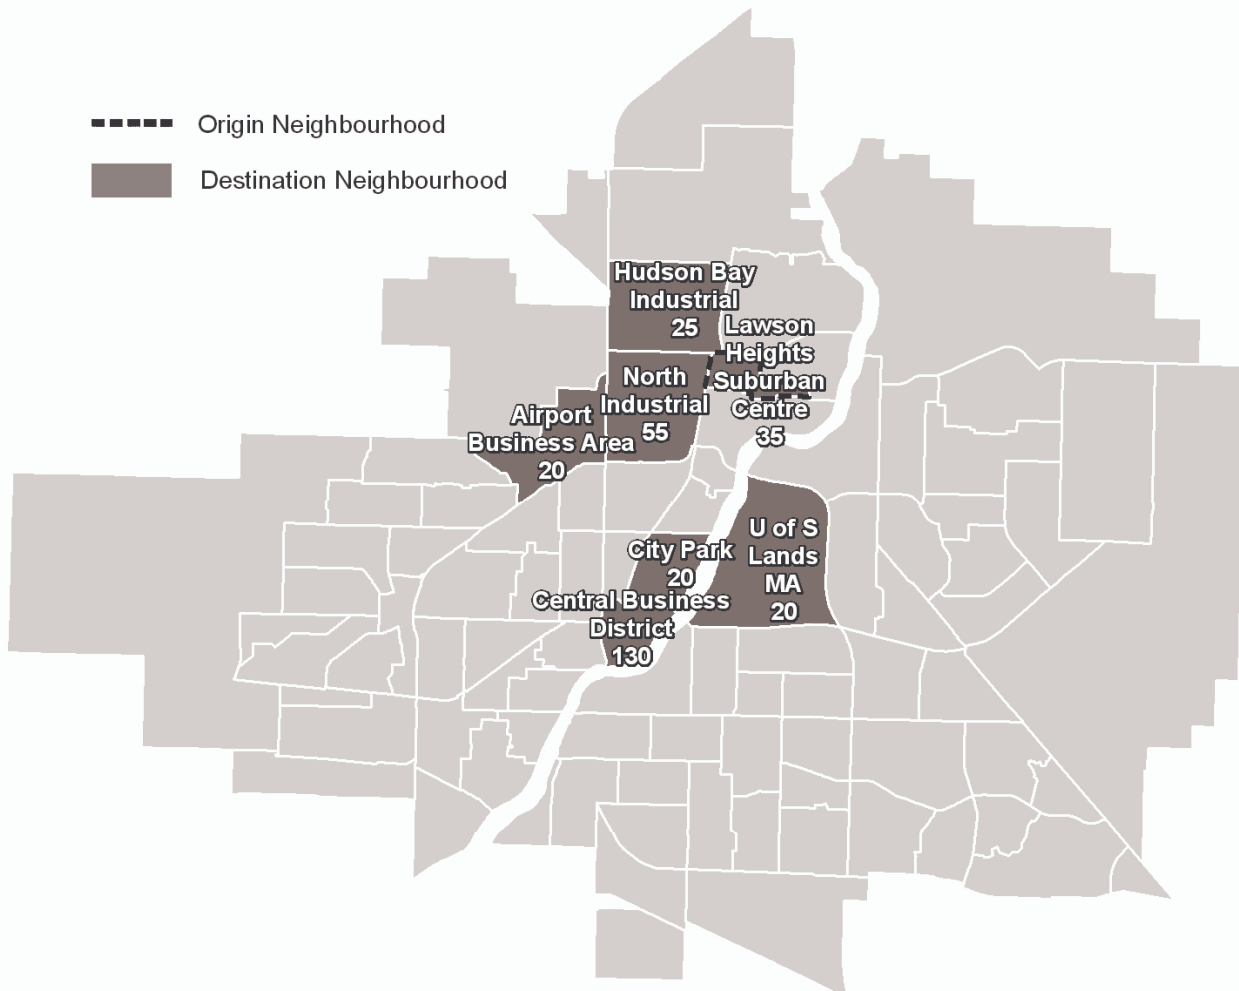 Origin Neighbourhood
Destination Neighbourhood
Hudson Bay
Industrial
25
Lawson
Heights
Suburban
Centre
35
North
Industrial
55
Airport
Business Area
20
U of S
Lands
MA
20
City Park
20
Central Business
District
130